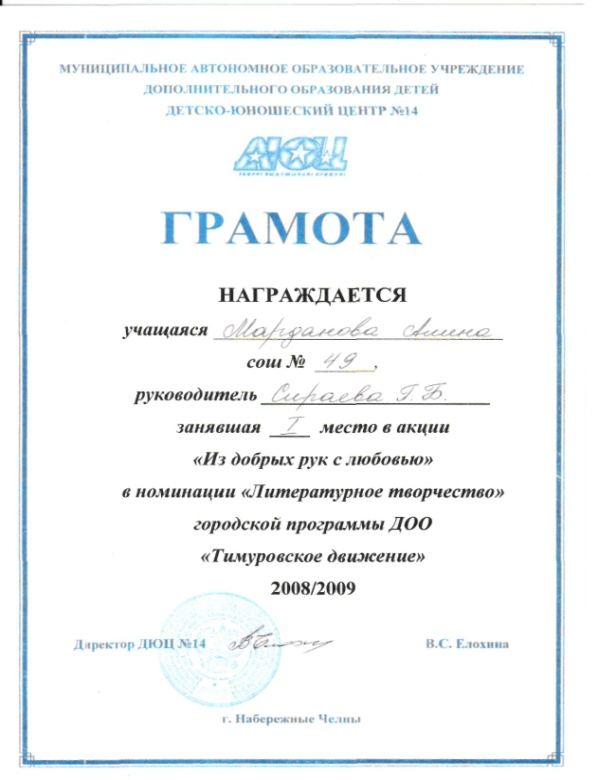 МУНИЦИПАЛЬНОЕ АВТОНОМНОЕ ОБРАЗОВАТЕЛЬНОЕ УЧРЕЖДЕНИЕ
ДОПОЛНИТЕЛЬНОГО ОБРАЗОВАНИЯ ДЕТЕЙ
ДЕТСКО-ЮНОШЕСКИЙ ЦЕНТР №14
ДЮЦ
ГРАМОТА
НАГРАЖДАЕТСЯ
учащаяся Марданова Алина
сош № 49,
руководитель Сираева Г.Б.
занявшая I место в акции
«Из добрых рук с любовью»
в номинации «Литературное творчество»
городской программы ДОО
«Тимуровское движение»
2008/2009
Директор ДЮЦ №14 В.С. Елохина
г. Набережные Челны